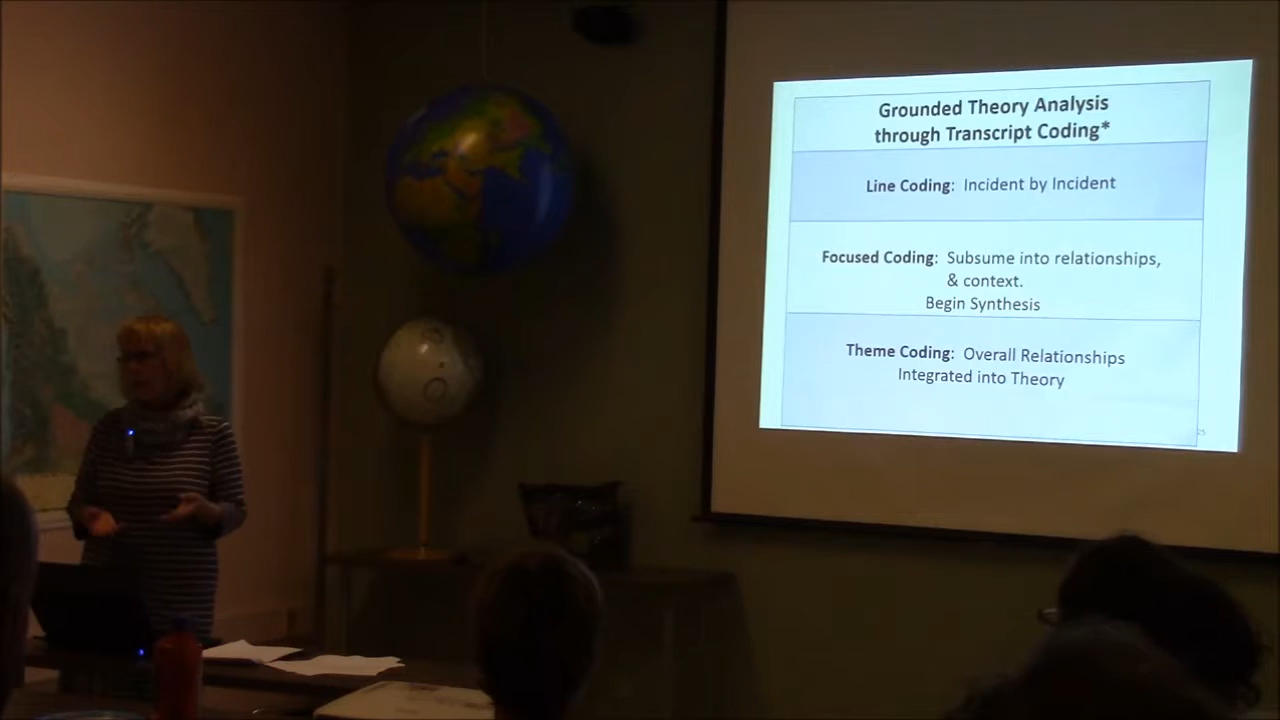 Grounded Theory Analysis
through Transcript Coding*
Line Coding: Incident by Incident
Focused Coding: Subsume into relationships,
& context.
Begin Synthesis
Theme Coding: Overall Relationships
Integrated into Theory
25